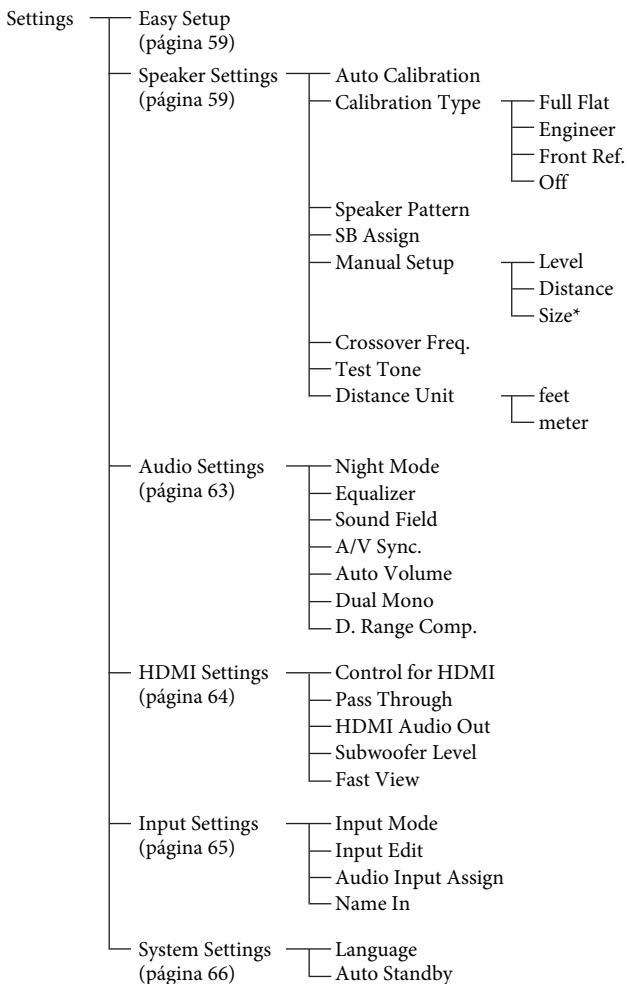 Settings
Easy Setup
(página 59)
Speaker Settings
(página 59)
Auto Calibration
Calibration Type
Full Flat
Engineer
Front Ref.
Off
Speaker Pattern
SB Assign
Manual Setup
Level
Distance
Size*
Crossover Freq.
Test Tone
Distance Unit
feet
meter
Audio Settings
(página 63)
Night Mode
Equalizer
Sound Field
A/V Sync.
Auto Volume
Dual Mono
D. Range Comp.
HDMI Settings
(página 64)
Control for HDMI
Pass Through
HDMI Audio Out
Subwoofer Level
Fast View
Input Settings
(página 65)
Input Mode
Input Edit
Audio Input Assign
Name In
System Settings
(página 66)
Language
Auto Standby